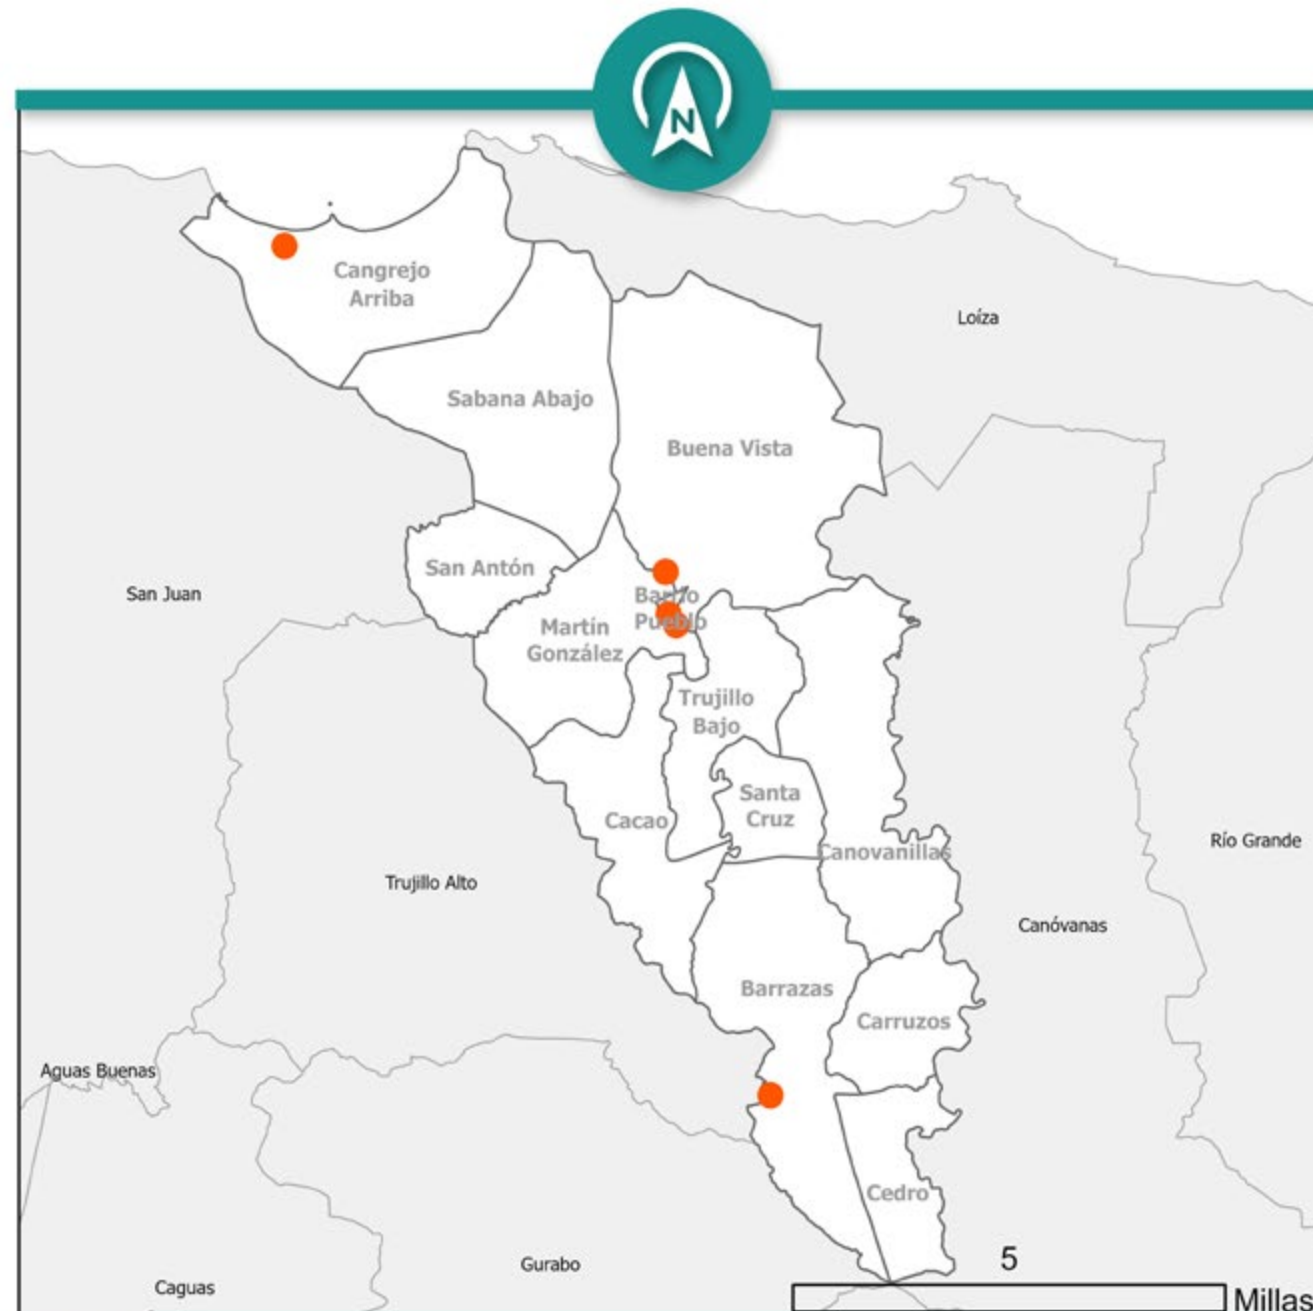 N
Cangrejo
Arriba
Loíza
Sabana Abajo
Buena Vista
San Antón
San Juan
Barrio
Pueblo
Martín
González
Trujillo
Bajo
Santa
Cruz
Cacao
Canovanillas
Río Grande
Trujillo Alto
Canóvanas
Barrazas
Carruzos
Aguas Buenas
Cedro
Gurabo
Caguas
5
Millas